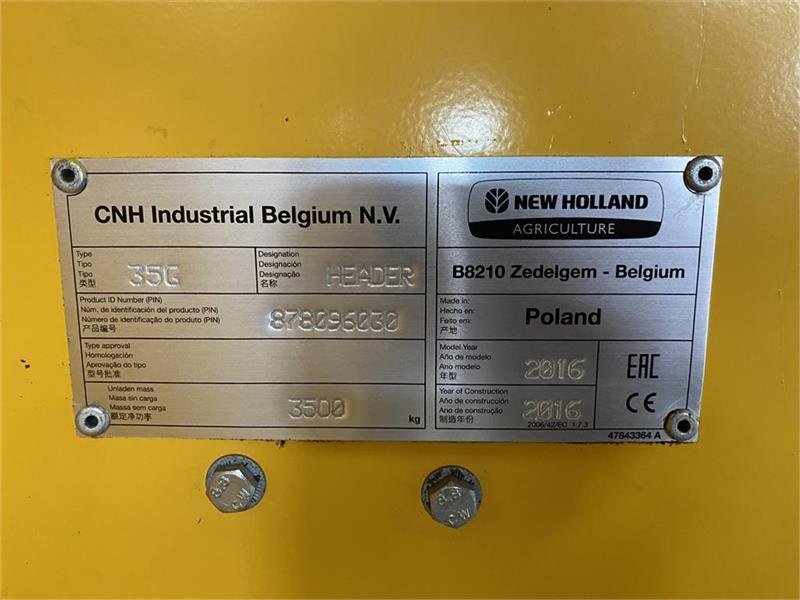 CNH Industrial Belgium N.V.
Type
Tipo
Tipo
类型
35G
Designation
Designación
Designação
名称
HEADER
Product ID Number (PIN)
Núm. de identificación del producto (PIN)
Número de identificação do produto (PIN)
产品编号
878096030
Type approval
Homologación
Aprovação do tipo
型号批准
Unladen mass
Masa sin carga
Massa sem carga
额定净功率
3500
kg
NEW HOLLAND
AGRICULTURE
B8210 Zedelgem - Belgium
Made in:
Hecho en:
Feito em:
产地
Poland
Model Year
Año de modelo
Ano modelo
年型
2016
Year of Construction
Año de construcción
Ano de construção
制造年份
2016
2006/42/EC 1.7.3
EAC
CE
47843364 A
8.8
C.W
8.8
C.W